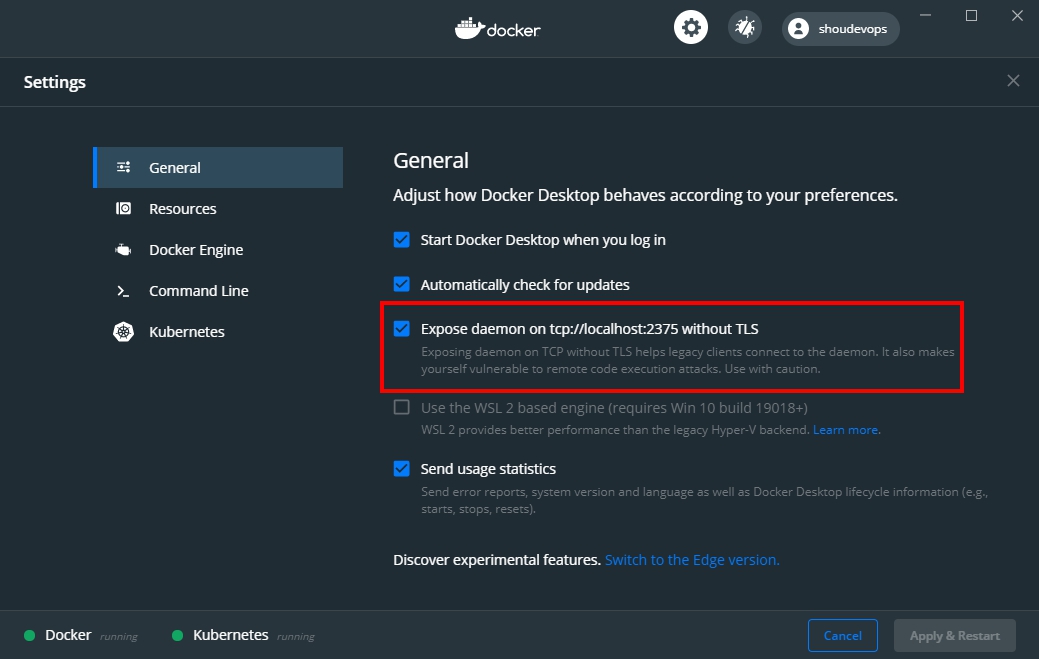 docker
shoudevops
Settings
General
Resources
Docker Engine
Command Line
Kubernetes
General
Adjust how Docker Desktop behaves according to your preferences.
Start Docker Desktop when you log in
Automatically check for updates
Expose daemon on tcp://localhost:2375 without TLS
Exposing daemon on TCP without TLS helps legacy clients connect to the daemon. It also makes
yourself vulnerable to remote code execution attacks. Use with caution.
Use the WSL 2 based engine (requires Win 10 build 19018+)
WSL 2 provides better performance than the legacy Hyper-V backend. Learn more.
Send usage statistics
Send error reports, system version and language as well as Docker Desktop lifecycle information (e.g.,
starts, stops, resets).
Discover experimental features. Switch to the Edge version.
Docker running Kubernetes running Cancel Apply & Restart